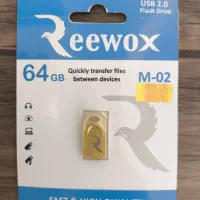 USB 2.0
Flash Drive
Reewox
64 GB
Quickly transfer files
between devices
M-02